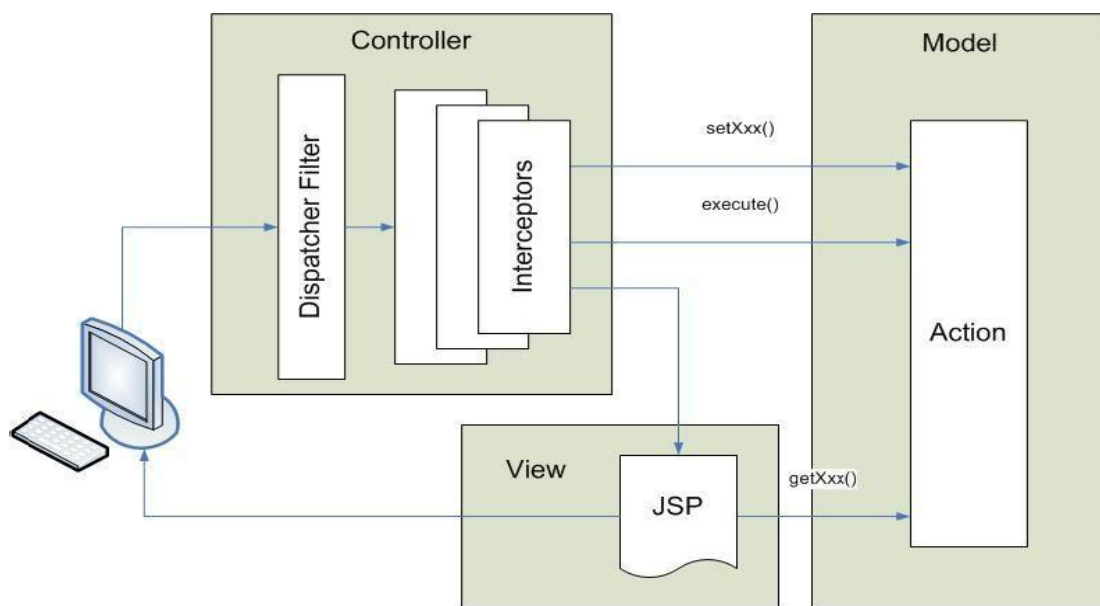 Controller
Model
Dispatcher Filter
Interceptors
setXxx()
execute()
Action
View
JSP
getXxx()